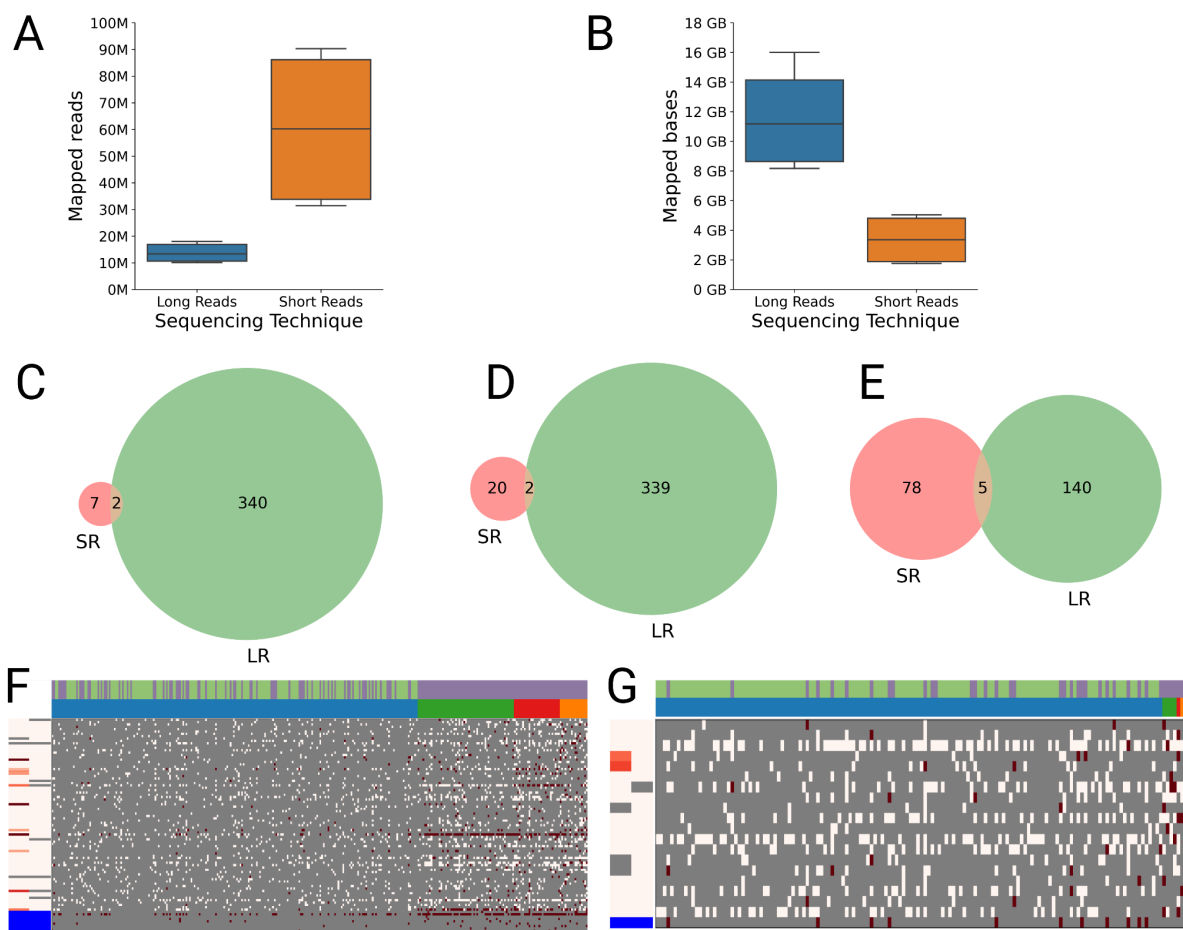 A
Mapped reads
100M
90M
80M
70M
60M
50M
40M
30M
20M
10M
0M
Long Reads
Short Reads
Sequencing Technique
B
Mapped bases
18 GB
16 GB
14 GB
12 GB
10 GB
8 GB
6 GB
4 GB
2 GB
0 GB
Long Reads
Short Reads
Sequencing Technique
C
7
2
340
SR
LR
D
20
2
339
SR
LR
E
78
5
140
SR
LR
F
G